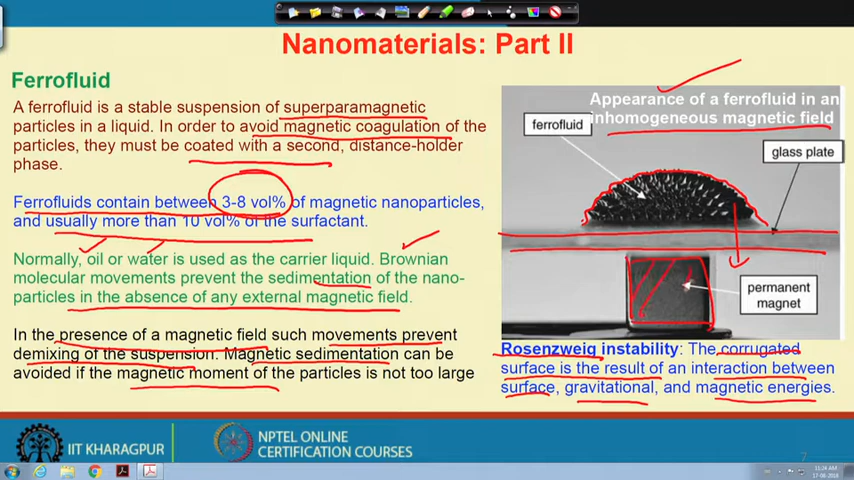 Nanomaterials: Part II
Ferrofluid
A ferrofluid is a stable suspension of superparamagnetic
particles in a liquid. In order to avoid magnetic coagulation of the
particles, they must be coated with a second, distance-holder
phase.
Ferrofluids contain between 3-8 vol% of magnetic nanoparticles,
and usually more than 10 vol% of the surfactant.
Normally, oil or water is used as the carrier liquid. Brownian
molecular movements prevent the sedimentation of the nano-
particles in the absence of any external magnetic field.
In the presence of a magnetic field such movements prevent
demixing of the suspension. Magnetic sedimentation can be
avoided if the magnetic moment of the particles is not too large
Appearance of a ferrofluid in an
inhomogeneous magnetic field
ferrofluid
glass plate
permanent
magnet
Rosenzweig instability: The corrugated
surface is the result of an interaction between
surface, gravitational, and magnetic energies.
IIT KHARAGPUR
NPTEL ONLINE
CERTIFICATION COURSES
7
11:24 AM